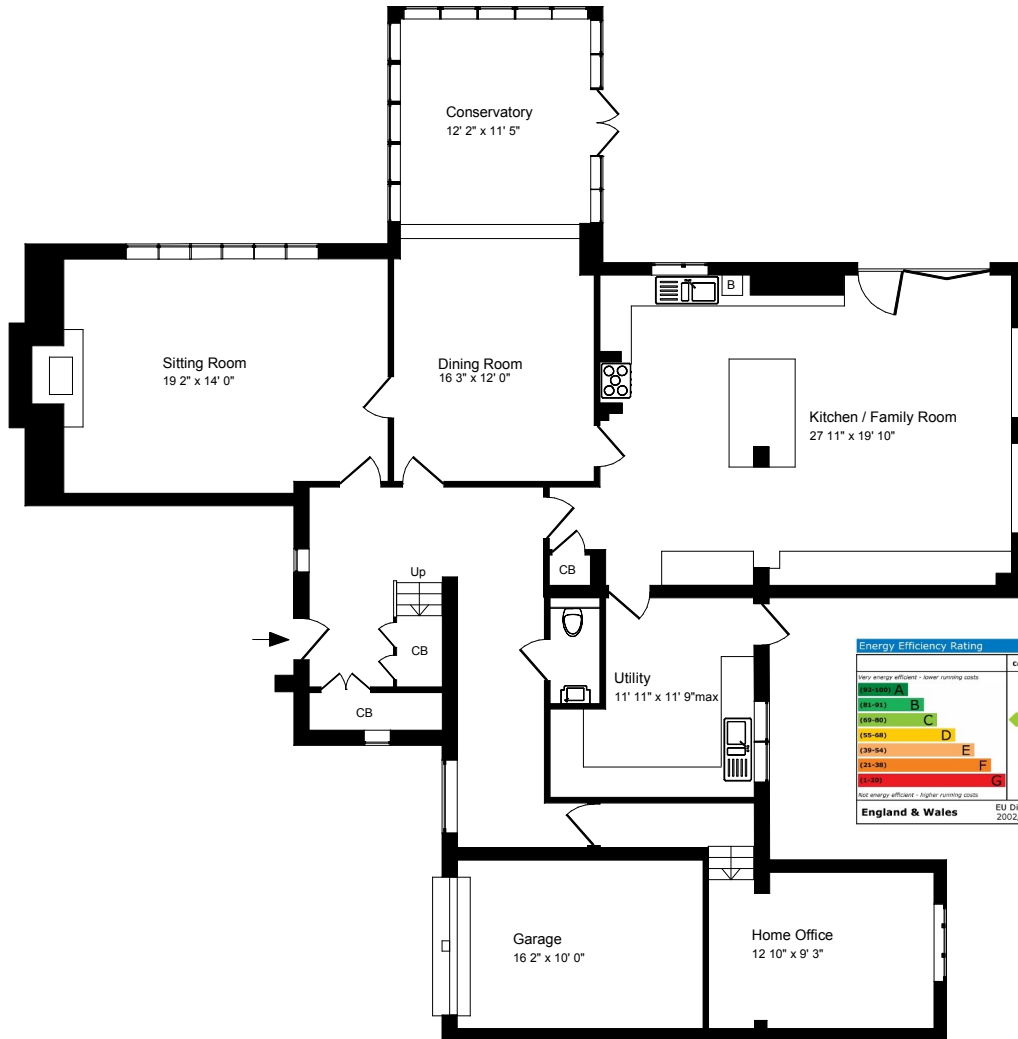 Conservatory
12' 2" x 11' 5"
Sitting Room
19 2" x 14' 0"
Dining Room
16 3" x 12' 0"
B
Kitchen / Family Room
27 11" x 19' 10"
CB
Up
CB
CB
Utility
11' 11" x 11' 9"max
Garage
16 2" x 10' 0"
Home Office
12 10" x 9' 3"
Energy Efficiency Rating
Very energy efficient - lower running costs
(92-100) A
(81-91) B
(69-80) C
(55-68) D
(39-54) E
(21-38) F
(1-20) G
Not energy efficient - higher running costs
England & Wales
EU Di
2002/